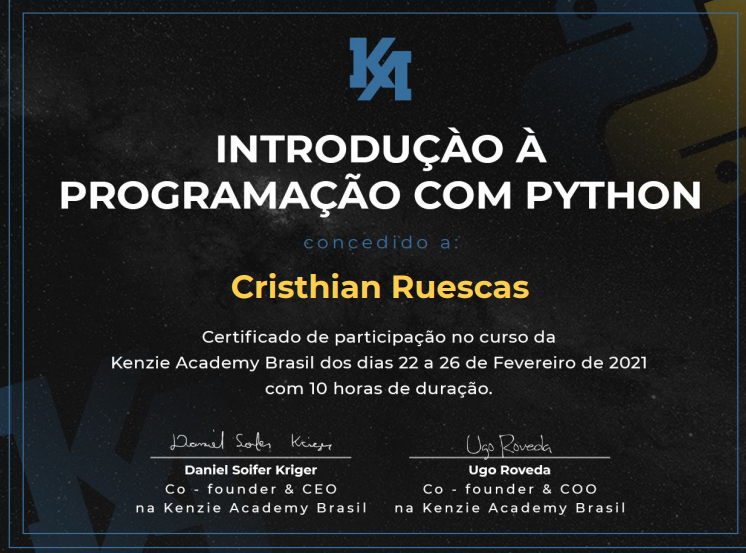 KA
INTRODUÇÀO À
PROGRAMAÇÃO COM PYTHON
concedido a:
Cristhian Ruescas
Certificado de participação no curso da
Kenzie Academy Brasil dos dias 22 a 26 de Fevereiro de 2021
com 10 horas de duração.
Daniel Solfer Kriger Ugo Roveda
Daniel Solfer Kriger Ugo Roveda
Co - founder & CEO Co - founder & COO
na Kenzie Academy Brasil na Kenzie Academy Brasil